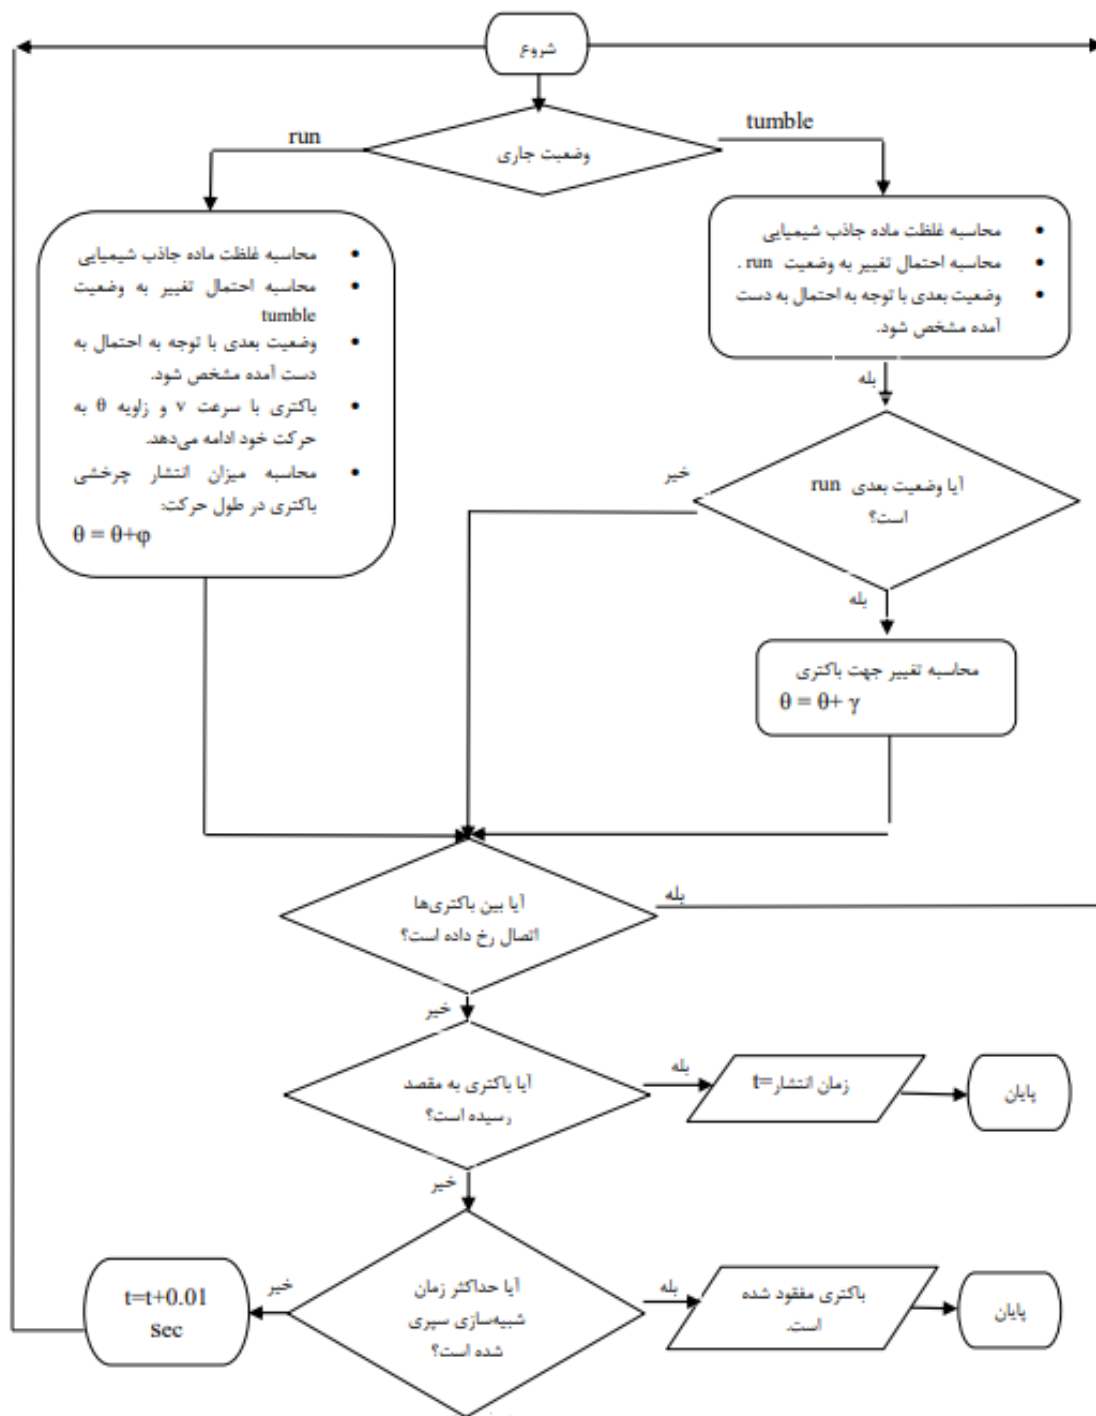 شروع
وضعیت جاری
run
tumble
• محاسبه غلظت ماده جاذب شیمیایی
• محاسبه احتمال تغییر به وضعیت
tumble
• وضعیت بعدی با توجه به احتمال به
دست آمده مشخص شود.
• باکتری با سرعت v و زاویه θ به
حرکت خود ادامه می‌دهد.
• محاسبه میزان انتشار چرخشی
باکتری در طول حرکت:
θ = θ+φ
• محاسبه غلظت ماده جاذب شیمیایی
• محاسبه احتمال تغییر به وضعیت run .
• وضعیت بعدی با توجه به احتمال به دست
آمده مشخص شود.
بله
آیا وضعیت بعدی run
است؟
خیر
بله
محاسبه تغییر جهت باکتری
θ = θ+ γ
آیا بین باکتری‌ها
اتصال رخ داده است؟
بله
خیر
آیا باکتری به مقصد
رسیده است؟
بله
زمان انتشار=t
پایان
خیر
آیا حداکثر زمان
شبیه‌سازی سپری
شده است؟
بله
باکتری مفقود شده
است.
پایان
خیر
t=t+0.01
sec